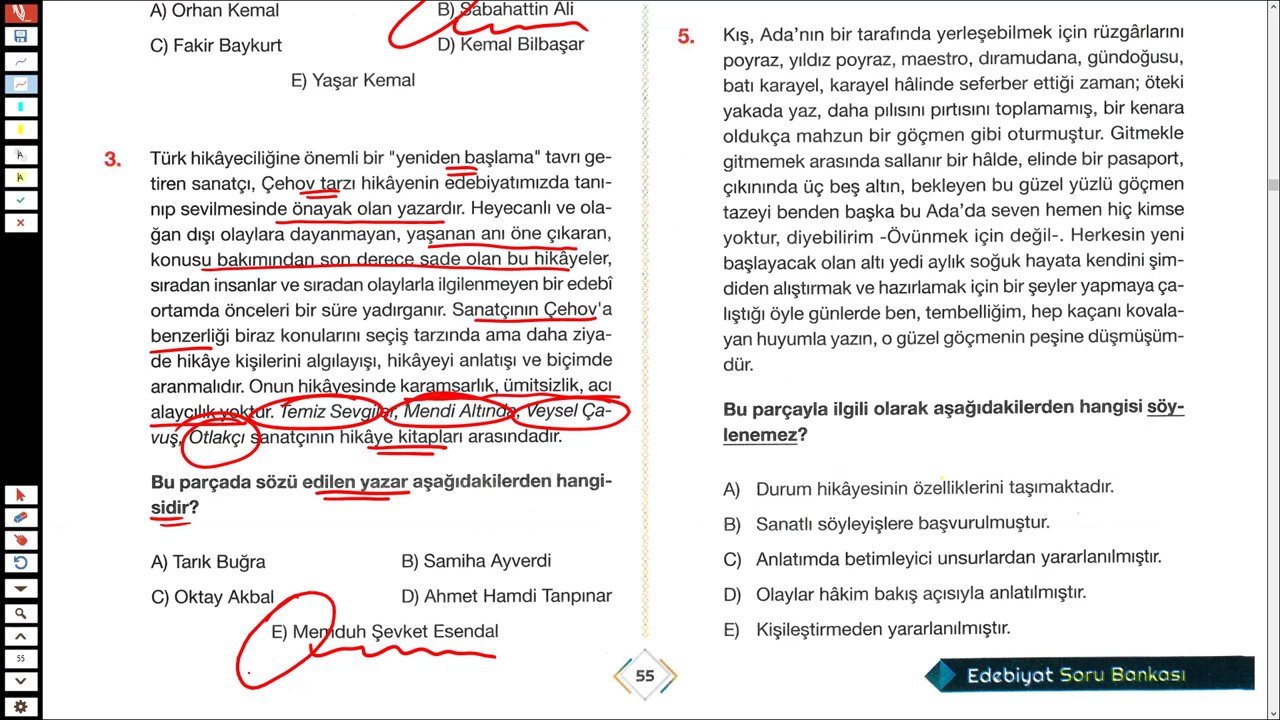 A) Orhan Kemal
B) Sabahattin Ali
C) Fakir Baykurt
D) Kemal Bilbaşar
E) Yaşar Kemal
3.
Türk hikâyeciliğine önemli bir "yeniden başlama" tavrı ge-
tiren sanatçı, Çehov tarzı hikâyenin edebiyatımızda tanı-
nıp sevilmesinde önayak olan yazardır. Heyecanlı ve ola-
ğan dışı olaylara dayanmayan, yaşanan anı öne çıkaran,
konusu bakımından son derece sade olan bu hikâyeler,
sıradan insanlar ve sıradan olaylarla ilgilenmeyen bir edebî
ortamda önceleri bir süre yadırganır. Sanatçının Çehov'a
benzerliği biraz konularını seçiş tarzında ama daha ziya-
de hikâye kişilerini algılayışı, hikâyeyi anlatışı ve biçimde
aranmalıdır. Onun hikâyesinde karamsarlık, ümitsizlik, acı
alaycılık yoktur. Temiz Sevgiler, Mendil Altında, Veysel Ça-
vuş, Otlakçı sanatçının hikâye kitapları arasındadır.
Bu parçada sözü edilen yazar aşağıdakilerden hangi-
sidir?
A) Tarık Buğra
B) Samiha Ayverdi
C) Oktay Akbal
D) Ahmet Hamdi Tanpınar
E) Memduh Şevket Esendal
5.
Kış, Ada'nın bir tarafında yerleşebilmek için rüzgârlarını
poyraz, yıldız poyraz, maestro, dıramudana, gündoğusu,
batı karayel, karayel hâlinde seferber ettiği zaman; öteki
yakada yaz, daha pılısını pırtısını toplamamış, bir kenara
oldukça mahzun bir göçmen gibi oturmuştur. Gitmekle
gitmemek arasında sallanır bir hâlde, elinde bir pasaport,
çıkınında üç beş altın, bekleyen bu güzel yüzlü göçmen
tazeyi benden başka bu Ada'da seven hemen hiç kimse
yoktur, diyebilirim -Övünmek için değil-. Herkesin yeni
başlayacak olan altı yedi aylık soğuk hayata kendini şim-
diden alıştırmak ve hazırlamak için bir şeyler yapmaya ça-
lıştığı öyle günlerde ben, tembelliğim, hep kaçanı kovala-
yan huyumla yazın, o güzel göçmenin peşine düşmüşüm-
dür.
Bu parçayla ilgili olarak aşağıdakilerden hangisi söy-
lenemez?
A) Durum hikâyesinin özelliklerini taşımaktadır.
B) Sanatlı söyleyişlere başvurulmuştur.
C) Anlatımda betimleyici unsurlardan yararlanılmıştır.
D) Olaylar hâkim bakış açısıyla anlatılmıştır.
E) Kişileştirmeden yararlanılmıştır.
55
Edebiyat Soru Bankası
55